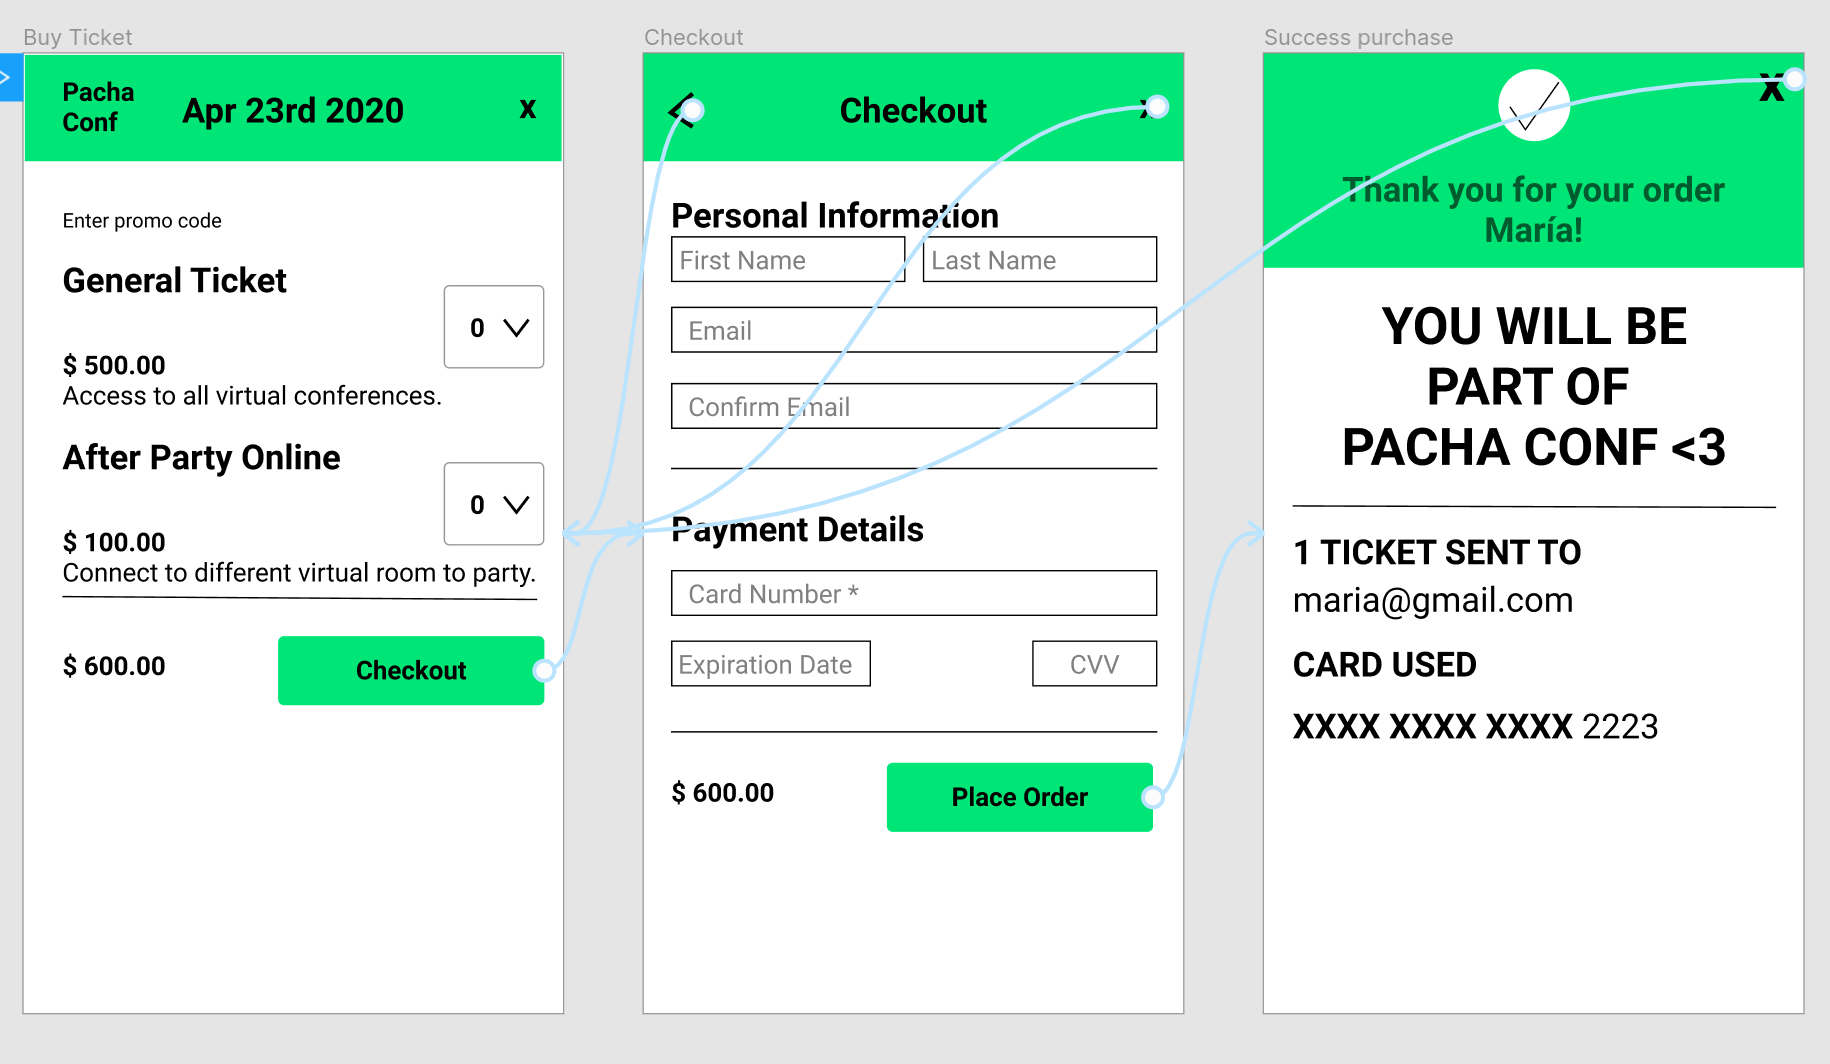 Buy Ticket
Pacha
Conf
Apr 23rd 2020
x
Enter promo code
General Ticket
0
$ 500.00
Access to all virtual conferences.
After Party Online
0
$ 100.00
Connect to different virtual room to party.
$ 600.00
Checkout
Checkout
Checkout
x
Personal Information
First Name
Last Name
Email
Confirm Email
Payment Details
Card Number *
Expiration Date
CVV
$ 600.00
Place Order
Success purchase
x
Thank you for your order
María!
YOU WILL BE
PART OF
PACHA CONF <3
1 TICKET SENT TO
maria@gmail.com
CARD USED
XXXX XXXX XXXX 2223